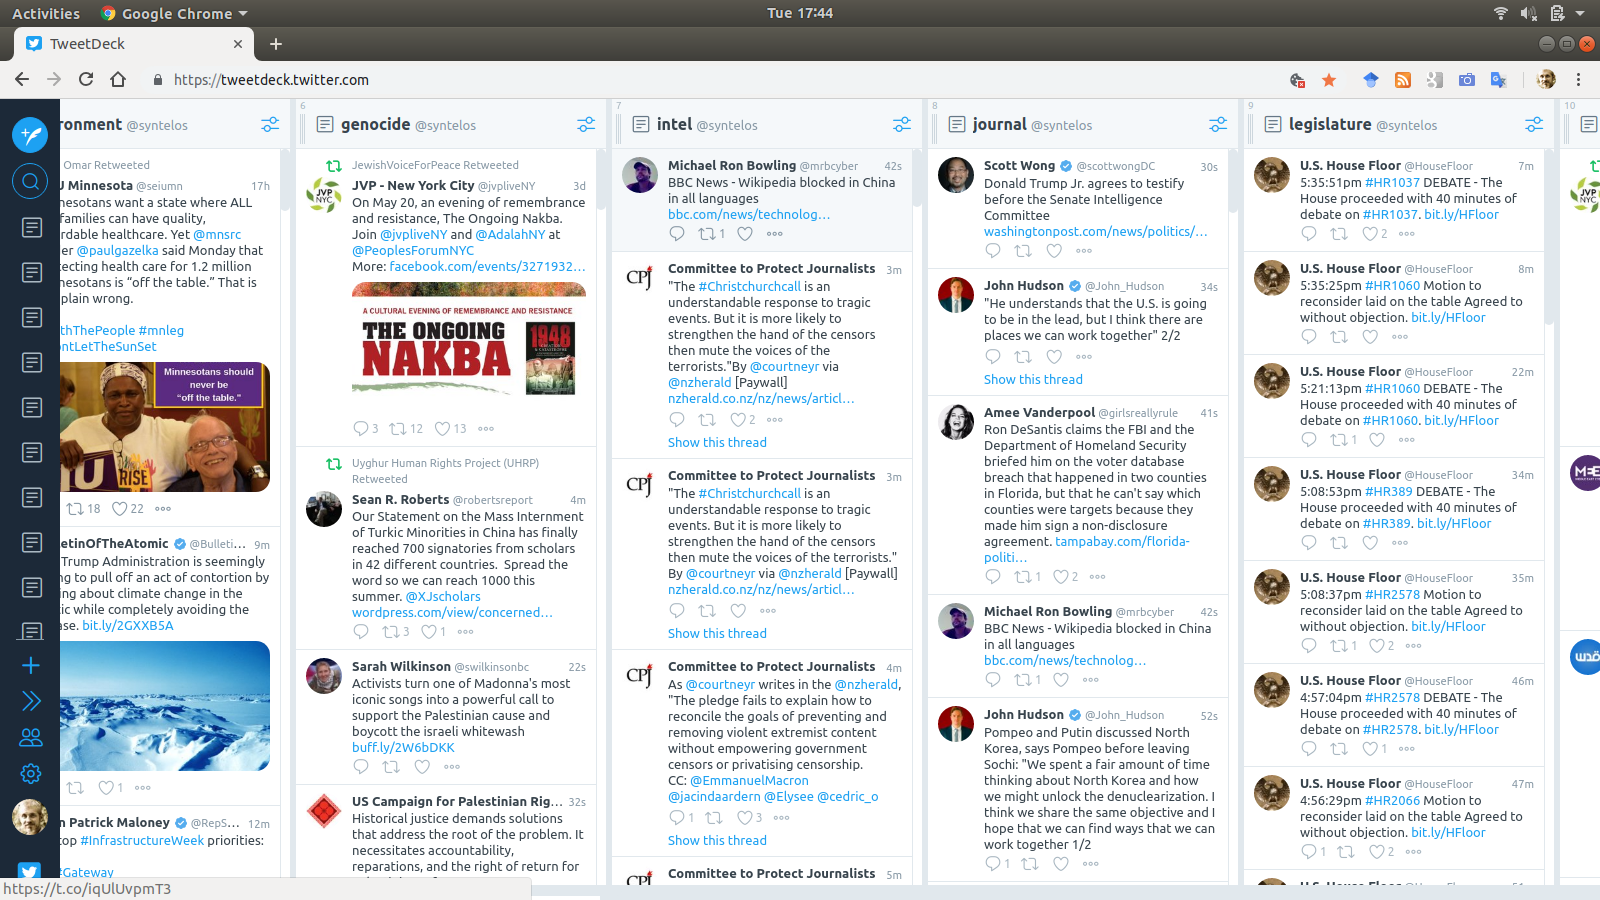 Activities
Google Chrome
Tue 17:44
TweetDeck
https://tweetdeck.twitter.com
ronment @syntelos
Omar Retweeted
Minnesota @seiumn 17h
nesotans want a state where ALL
families can have quality,
rdable healthcare. Yet @mnsrc
er @paulgazelka said Monday that
tecting health care for 1.2 million
nesotans is “off the table.” That is
plain wrong.
thThePeople #mnleg
ontLetTheSunSet
Minnesotans should
never be
“off the table.”
RISE
18 22
etinOfTheAtomic @Bulleti... 9m
Trump Administration is seemingly
ng to pull off an act of contortion by
ing about climate change in the
tic while completely avoiding the
ase. bit.ly/2GXXB5A
1
n Patrick Maloney @RepS... 12m
top #InfrastructureWeek priorities:
#Gateway
https://t.co/iqUlUvpmT3
6
genocide @syntelos
JewishVoiceForPeace Retweeted
JVP - New York City @jvpliveNY 3d
JVP
NYC
On May 20, an evening of remembrance
and resistance, The Ongoing Nakba.
Join @jvpliveNY and @AdalahNY at
@PeoplesForumNYC
More: facebook.com/events/3271932...
A CULTURAL EVENING OF REMEMBRANCE AND RESISTANCE
THE ONGOING
NAKBA
1948
3 12 13
Uyghur Human Rights Project (UHRP)
Retweeted
Sean R. Roberts @robertsreport 4m
Our Statement on the Mass Internment
of Turkic Minorities in China has finally
reached 700 signatories from scholars
in 42 different countries. Spread the
word so we can reach 1000 this
summer. @XJscholars
wordpress.com/view/concerned...
3 1
Sarah Wilkinson @swilkinsonbc 22s
Activists turn one of Madonna's most
iconic songs into a powerful call to
support the Palestinian cause and
boycott the israeli whitewash
buff.ly/2W6bDKK
US Campaign for Palestinian Rig... 32s
Historical justice demands solutions
that address the root of the problem. It
necessitates accountability,
reparations, and the right of return for
7
intel @syntelos
Michael Ron Bowling @mrbcyber 42s
BBC News - Wikipedia blocked in China
in all languages
bbc.com/news/technolog...
1
Committee to Protect Journalists 3m
CPJ
"The #Christchurchcall is an
understandable response to tragic
events. But it is more likely to
strengthen the hand of the censors
then mute the voices of the
terrorists."By @courtneyr via
@nzherald [Paywall]
nzherald.co.nz/nz/news/articl...
2
Show this thread
Committee to Protect Journalists 3m
CPJ
"The #Christchurchcall is an
understandable response to tragic
events. But it is more likely to
strengthen the hand of the censors
then mute the voices of the terrorists."
By @courtneyr via @nzherald [Paywall]
nzherald.co.nz/nz/news/articl...
Show this thread
Committee to Protect Journalists 4m
CPJ
As @courtneyr writes in the @nzherald,
"The pledge fails to explain how to
reconcile the goals of preventing and
removing violent extremist content
without empowering government
censors or privatising censorship.
CC: @EmmanuelMacron
@jacindaardern @Elysee @cedric_o
1 3
Show this thread
Committee to Protect Journalists 5m
CPJ
8
journal @syntelos
Scott Wong @scottwongDC 30s
Donald Trump Jr. agrees to testify
before the Senate Intelligence
Committee
washingtonpost.com/news/politics/...
John Hudson @John_Hudson 34s
"He understands that the U.S. is going
to be in the lead, but I think there are
places we can work together" 2/2
Show this thread
Amee Vanderpool @girlsreallyrule 41s
Ron DeSantis claims the FBI and the
Department of Homeland Security
briefed him on the voter database
breach that happened in two counties
in Florida, but that he can't say which
counties were targets because they
made him sign a non-disclosure
agreement. tampabay.com/florida-
politi...
1 2
Michael Ron Bowling @mrbcyber 42s
BBC News - Wikipedia blocked in China
in all languages
bbc.com/news/technolog...
1
John Hudson @John_Hudson 52s
Pompeo and Putin discussed North
Korea, says Pompeo before leaving
Sochi: "We spent a fair amount of time
thinking about North Korea and how
we might unlock the denuclearization. I
think we share the same objective and I
hope that we can find ways that we can
work together 1/2
1
9
legislature @syntelos
U.S. House Floor @HouseFloor 7m
5:35:51pm #HR1037 DEBATE - The
House proceeded with 40 minutes of
debate on #HR1037. bit.ly/HFloor
2
U.S. House Floor @HouseFloor 8m
5:35:25pm #HR1060 Motion to
reconsider laid on the table Agreed to
without objection. bit.ly/HFloor
U.S. House Floor @HouseFloor 22m
5:21:13pm #HR1060 DEBATE - The
House proceeded with 40 minutes of
debate on #HR1060. bit.ly/HFloor
1
U.S. House Floor @HouseFloor 34m
5:08:53pm #HR389 DEBATE - The
House proceeded with 40 minutes of
debate on #HR389. bit.ly/HFloor
U.S. House Floor @HouseFloor 35m
5:08:37pm #HR2578 Motion to
reconsider laid on the table Agreed to
without objection. bit.ly/HFloor
1 2
U.S. House Floor @HouseFloor 46m
4:57:04pm #HR2578 DEBATE - The
House proceeded with 40 minutes of
debate on #HR2578. bit.ly/HFloor
1
U.S. House Floor @HouseFloor 47m
4:56:29pm #HR2066 Motion to
reconsider laid on the table Agreed to
without objection. bit.ly/HFloor
1 2
10
JVP
NYC